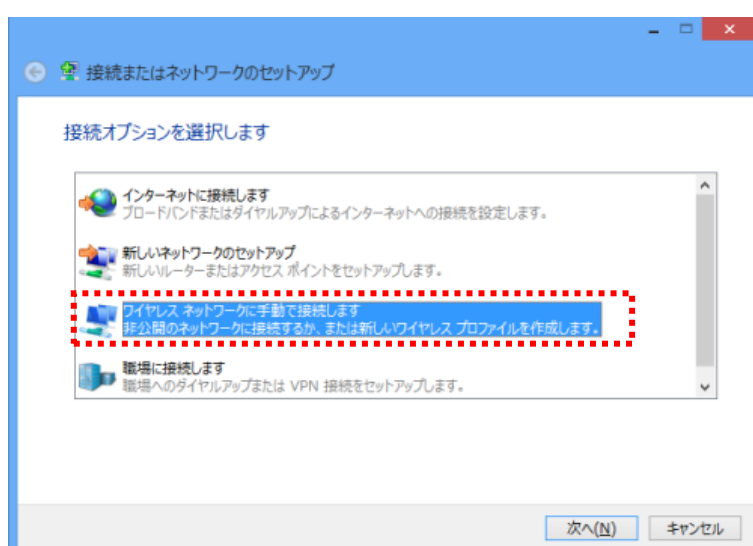 接続またはネットワークのセットアップ
接続オプションを選択します
インターネットに接続します
ブロードバンドまたはダイヤルアップによるインターネットへの接続を設定します。
新しいネットワークのセットアップ
新しいルーターまたはアクセス ポイントをセットアップします。
ワイヤレス ネットワークに手動で接続します
非公開のネットワークに接続するか、または新しいワイヤレス プロファイルを作成します。
職場に接続します
職場へのダイヤルアップまたは VPN 接続をセットアップします。
次へ(N) キャンセル